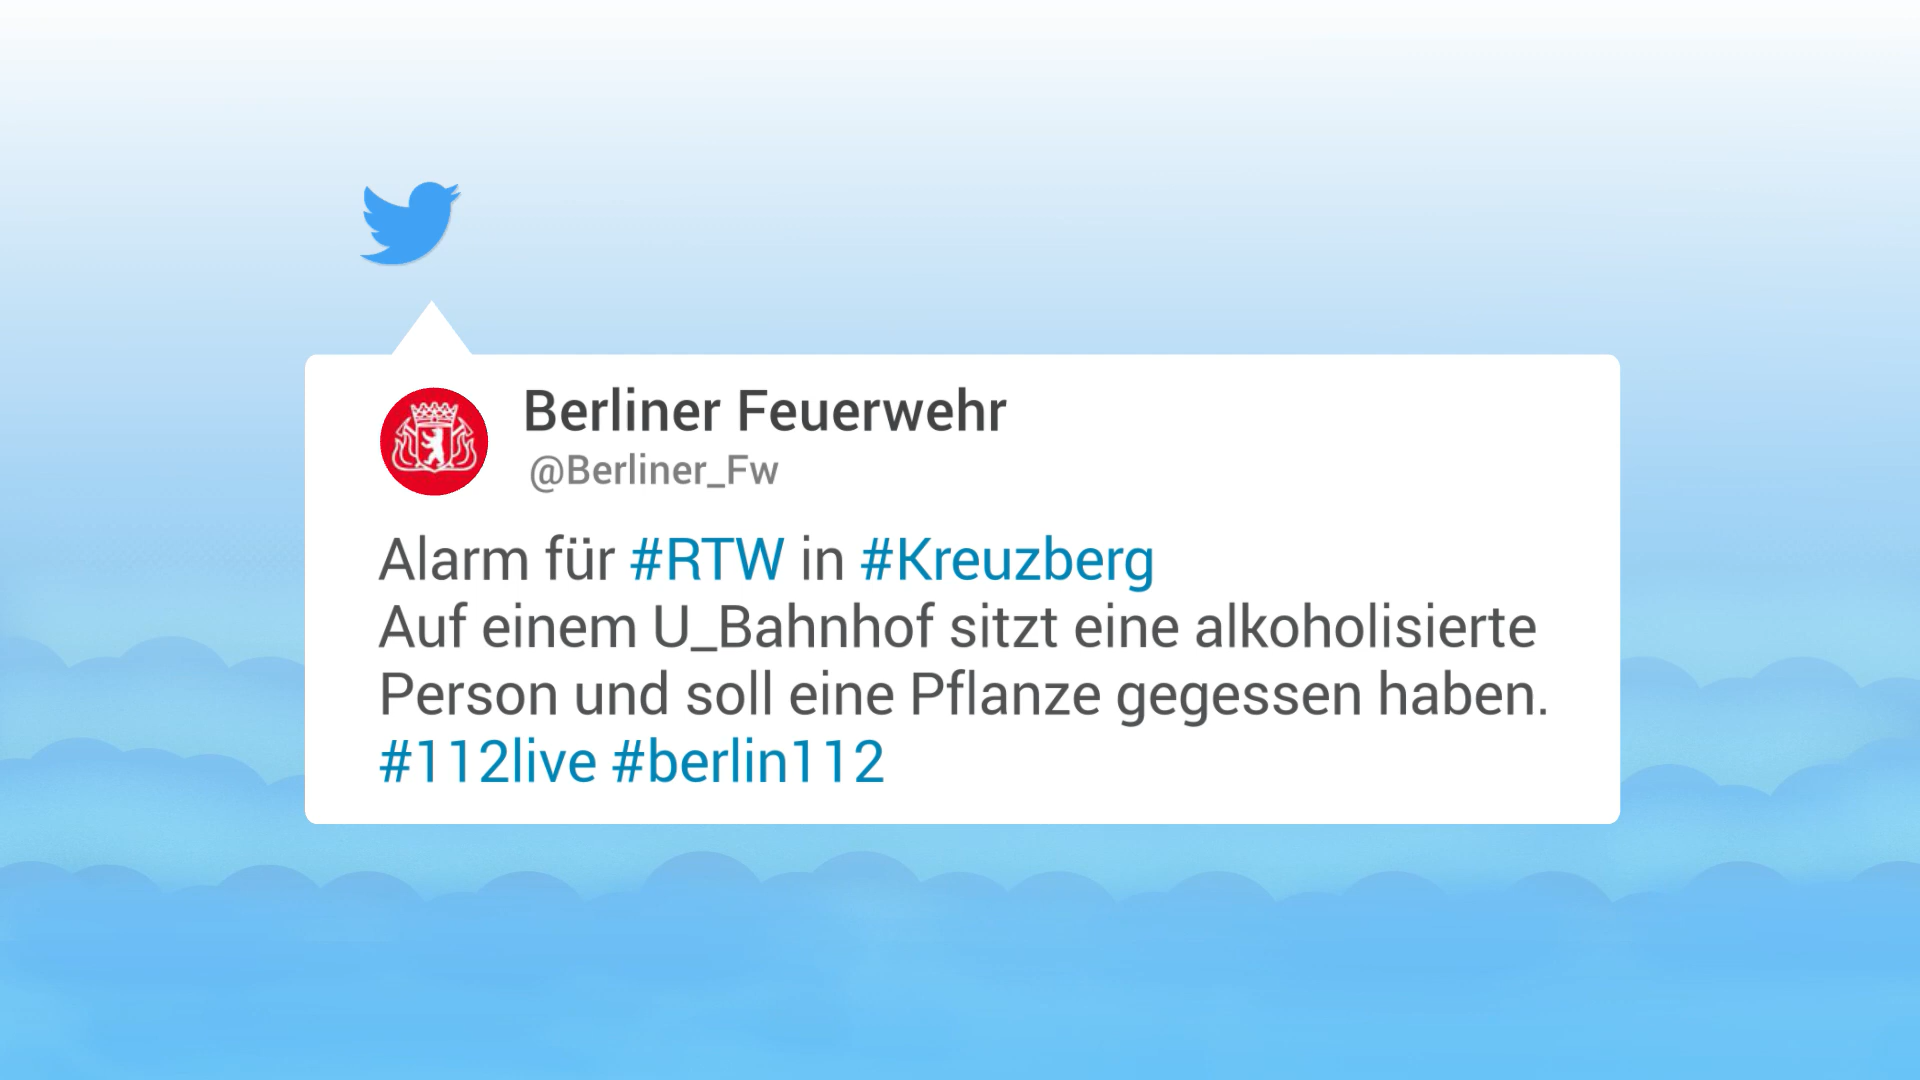 Berliner Feuerwehr
@Berliner_Fw
Alarm für #RTW in #Kreuzberg
Auf einem U_Bahnhof sitzt eine alkoholisierte
Person und soll eine Pflanze gegessen haben.
#112live #berlin112